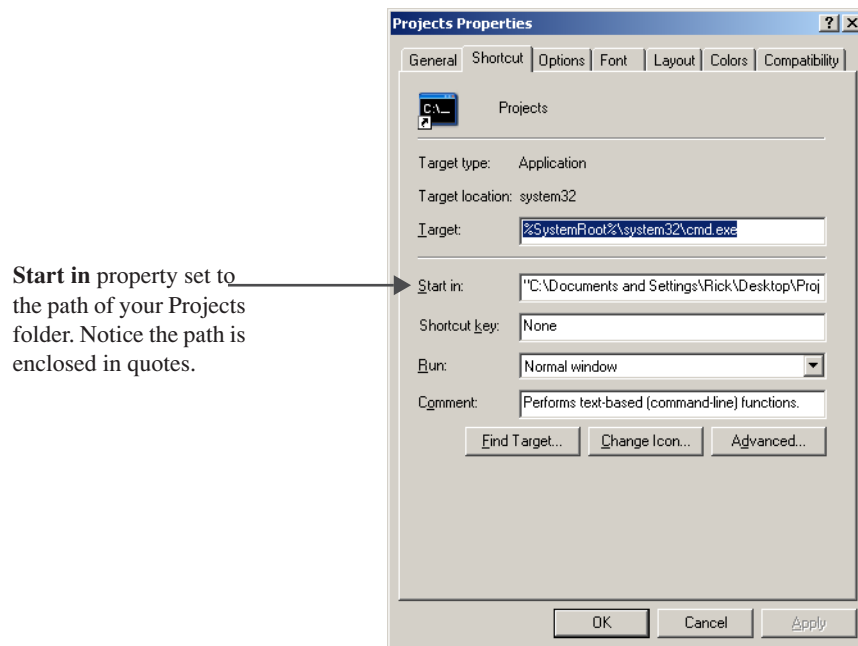 Projects Properties
General Shortcut Options Font Layout Colors Compatibility
C:\_
Projects
Target type: Application
Target location: system32
Target: %SystemRoot%\system32\cmd.exe
Start in: "C:\Documents and Settings\Rick\Desktop\Proj
Shortcut key: None
Run: Normal window
Comment: Performs text-based (command-line) functions.
Find Target... Change Icon... Advanced...
OK Cancel Apply
Start in property set to
the path of your Projects
folder. Notice the path is
enclosed in quotes.